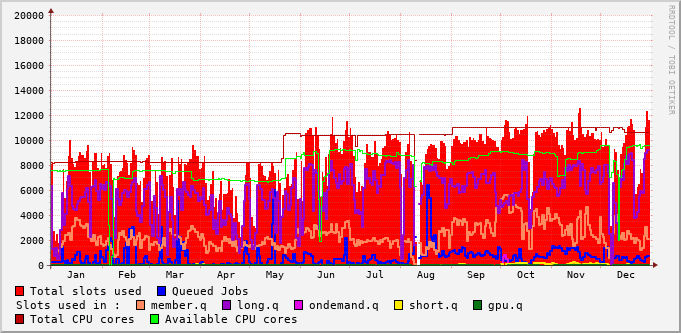 20000
18000
16000
14000
12000
10000
8000
6000
4000
2000
0
Jan Feb Mar Apr May Jun Jul Aug Sep Oct Nov Dec
Total slots used Queued Jobs
Slots used in : member.q long.q ondemand.q short.q gpu.q
Total CPU cores Available CPU cores
RRDTOOL / TOBI OETIKER